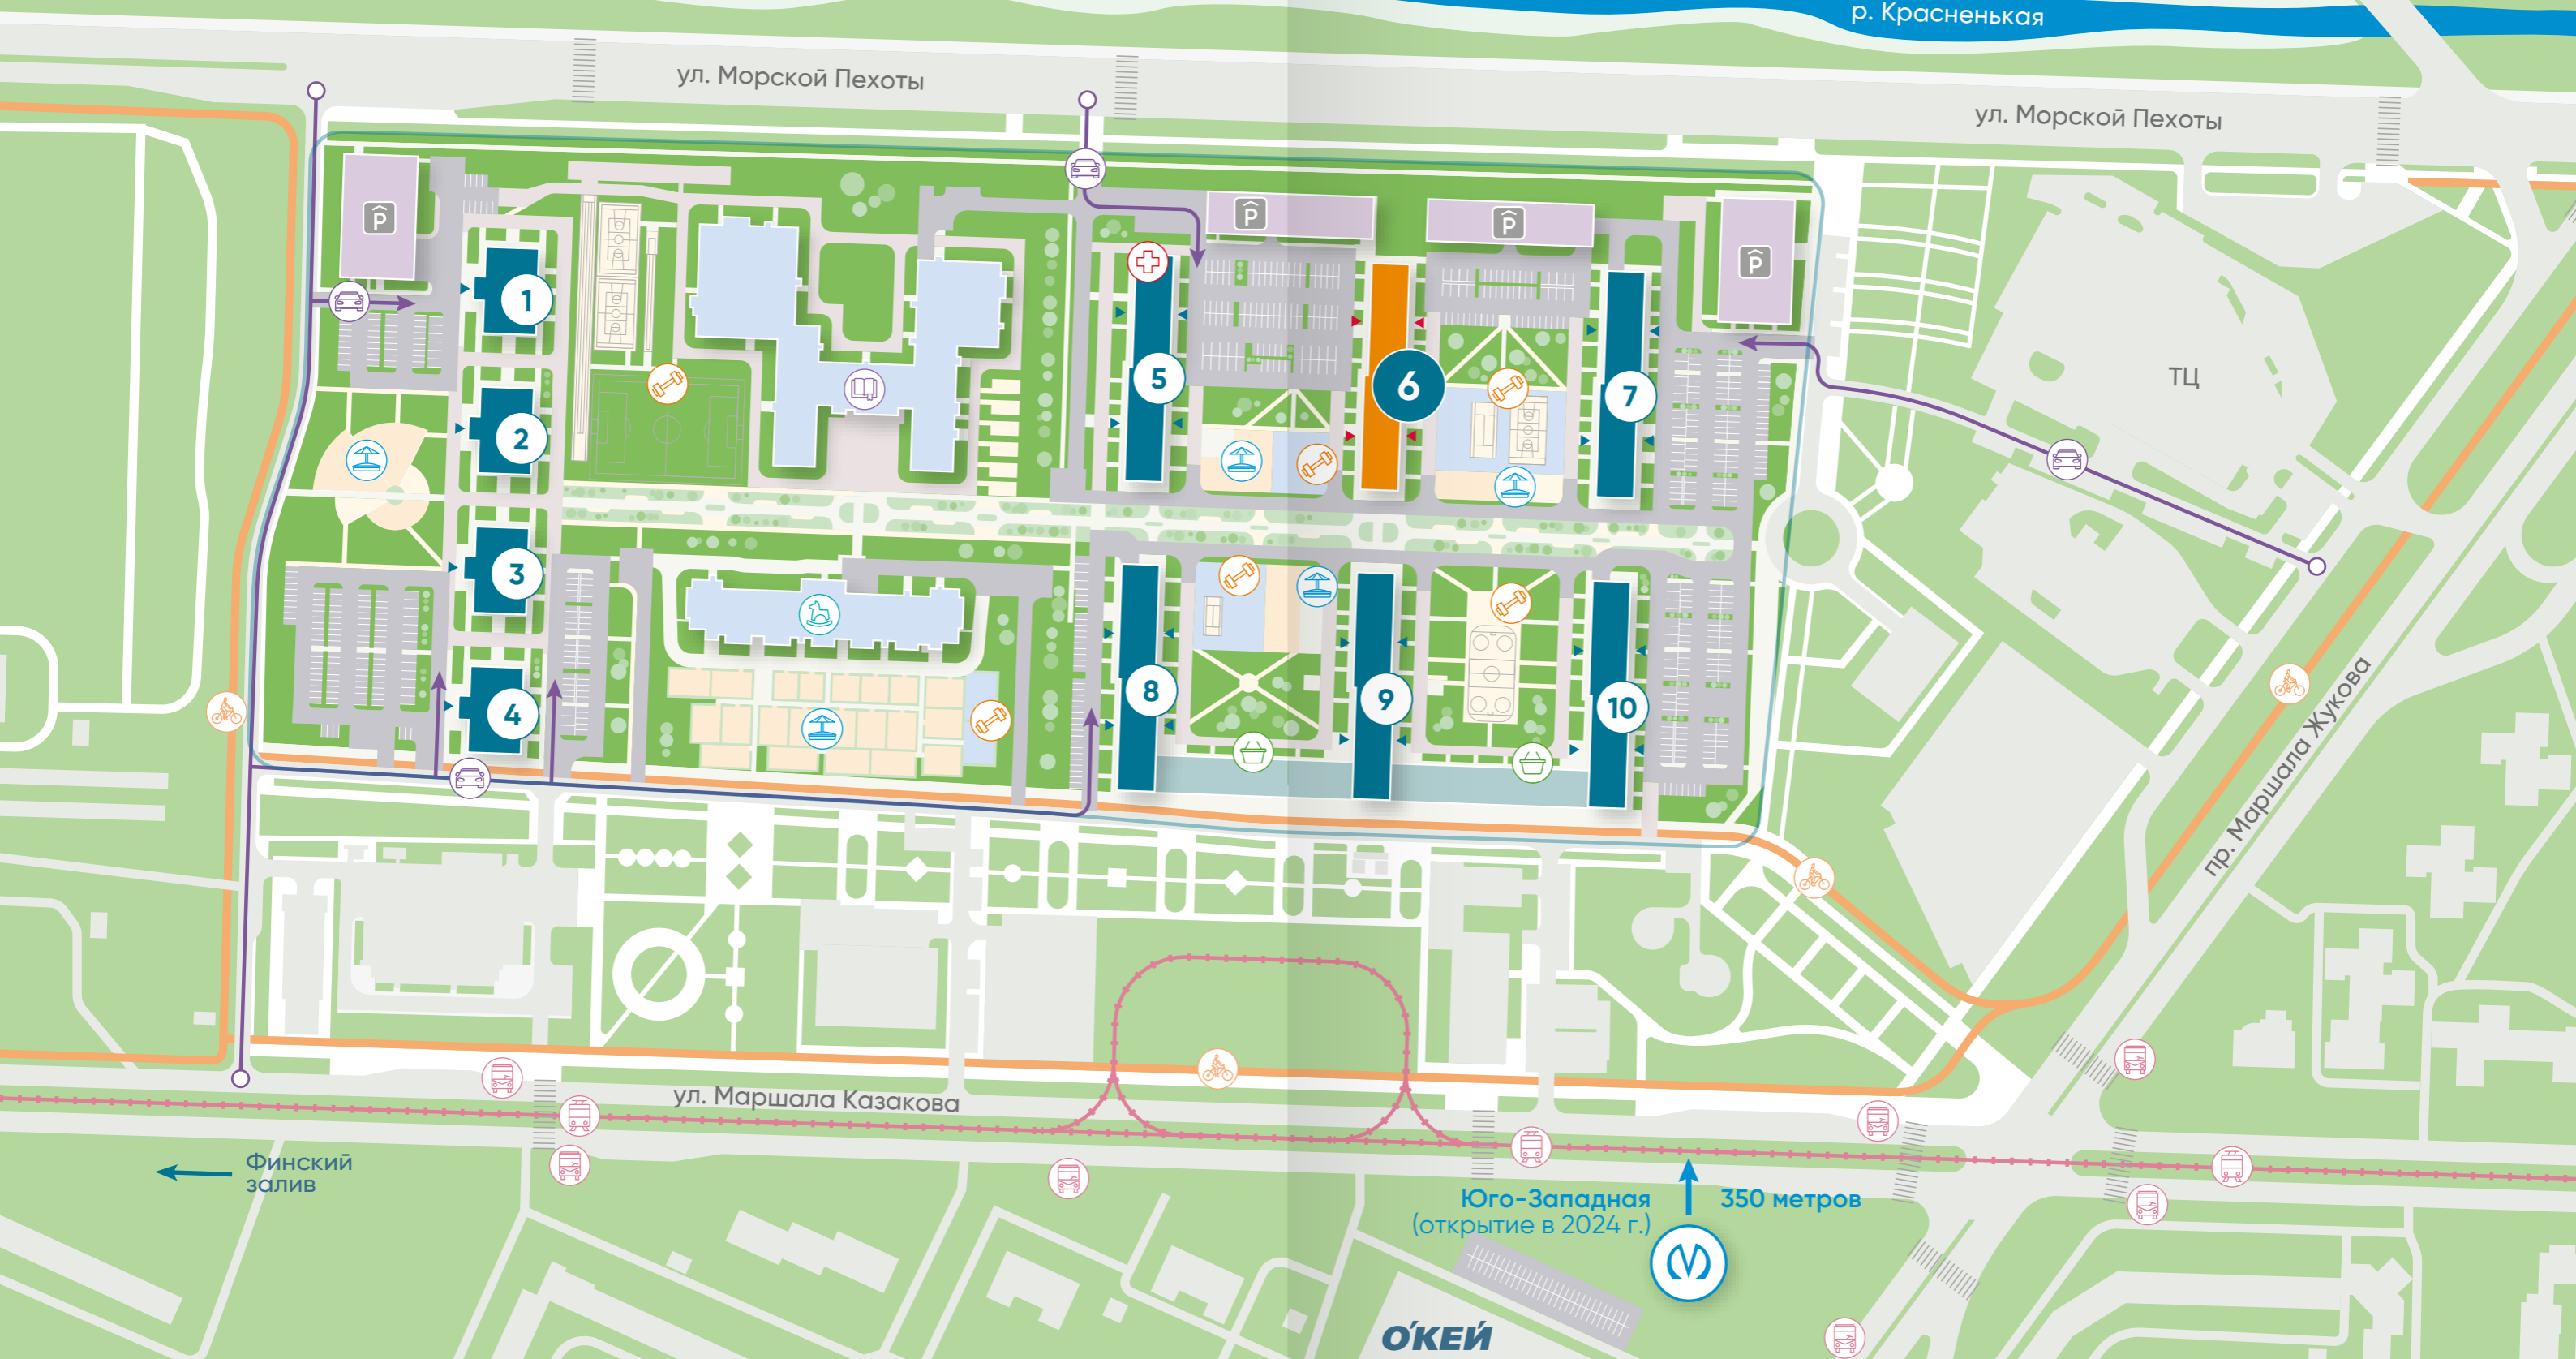 р. Красненькая
ул. Морской Пехоты
ул. Морской Пехоты
P
P
P
P
1
2
3
4
5
6
7
8
9
10
ТЦ
пр. Маршала Жукова
ул. Маршала Казакова
Финский
залив
Юго-Западная
(открытие в 2024 г.)
350 метров
О'КЕЙ